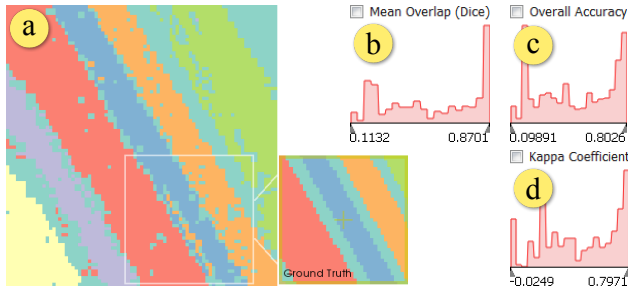 a
b
c
d
Mean Overlap (Dice)
0.1132 0.8701
Overall Accuracy
0.09891 0.8026
Kappa Coefficient
-0.0249 0.7971
Ground Truth